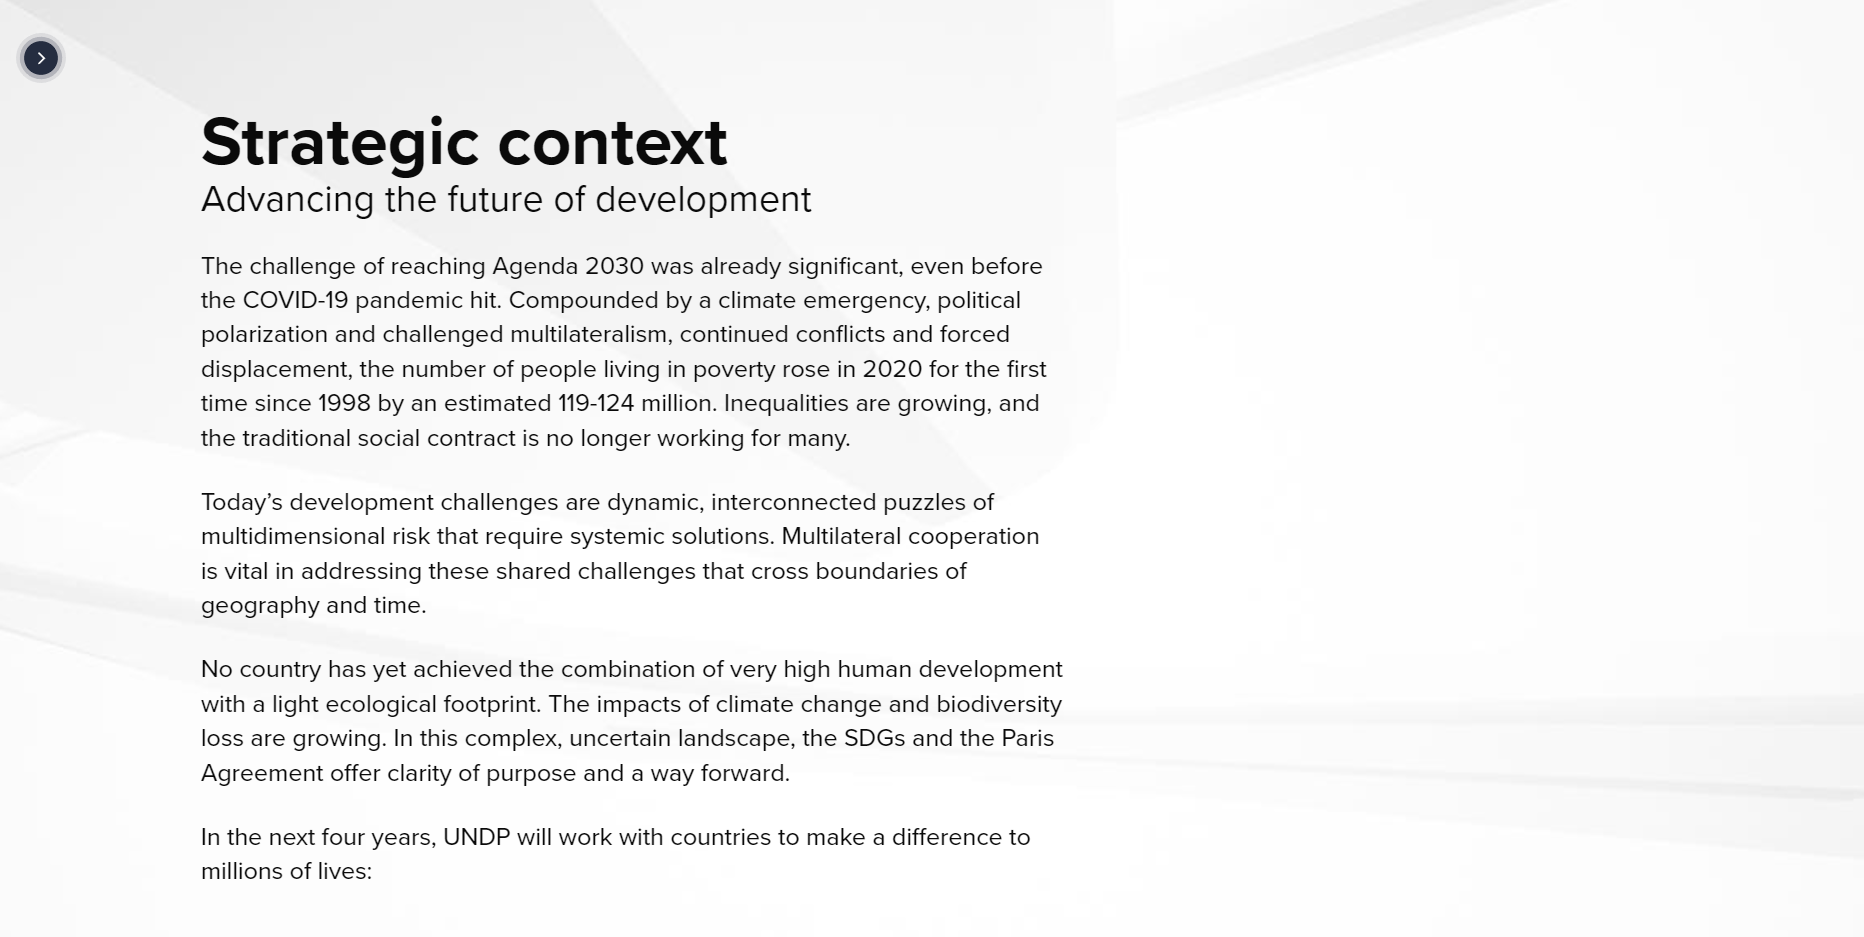 Strategic context
Advancing the future of development
The challenge of reaching Agenda 2030 was already significant, even before
the COVID-19 pandemic hit. Compounded by a climate emergency, political
polarization and challenged multilateralism, continued conflicts and forced
displacement, the number of people living in poverty rose in 2020 for the first
time since 1998 by an estimated 119-124 million. Inequalities are growing, and
the traditional social contract is no longer working for many.
Today’s development challenges are dynamic, interconnected puzzles of
multidimensional risk that require systemic solutions. Multilateral cooperation
is vital in addressing these shared challenges that cross boundaries of
geography and time.
No country has yet achieved the combination of very high human development
with a light ecological footprint. The impacts of climate change and biodiversity
loss are growing. In this complex, uncertain landscape, the SDGs and the Paris
Agreement offer clarity of purpose and a way forward.
In the next four years, UNDP will work with countries to make a difference to
millions of lives: